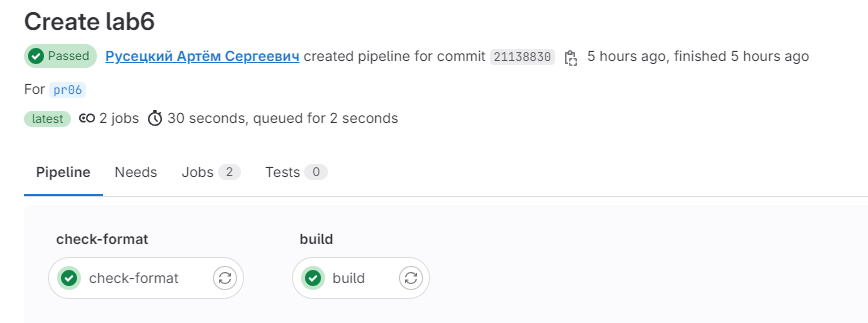 Create lab6
Passed Русецкий Артём Сергеевич created pipeline for commit 21138830 5 hours ago, finished 5 hours ago
For pr06
latest 2 jobs 30 seconds, queued for 2 seconds
Pipeline Needs Jobs 2 Tests 0
check-format build
check-format build